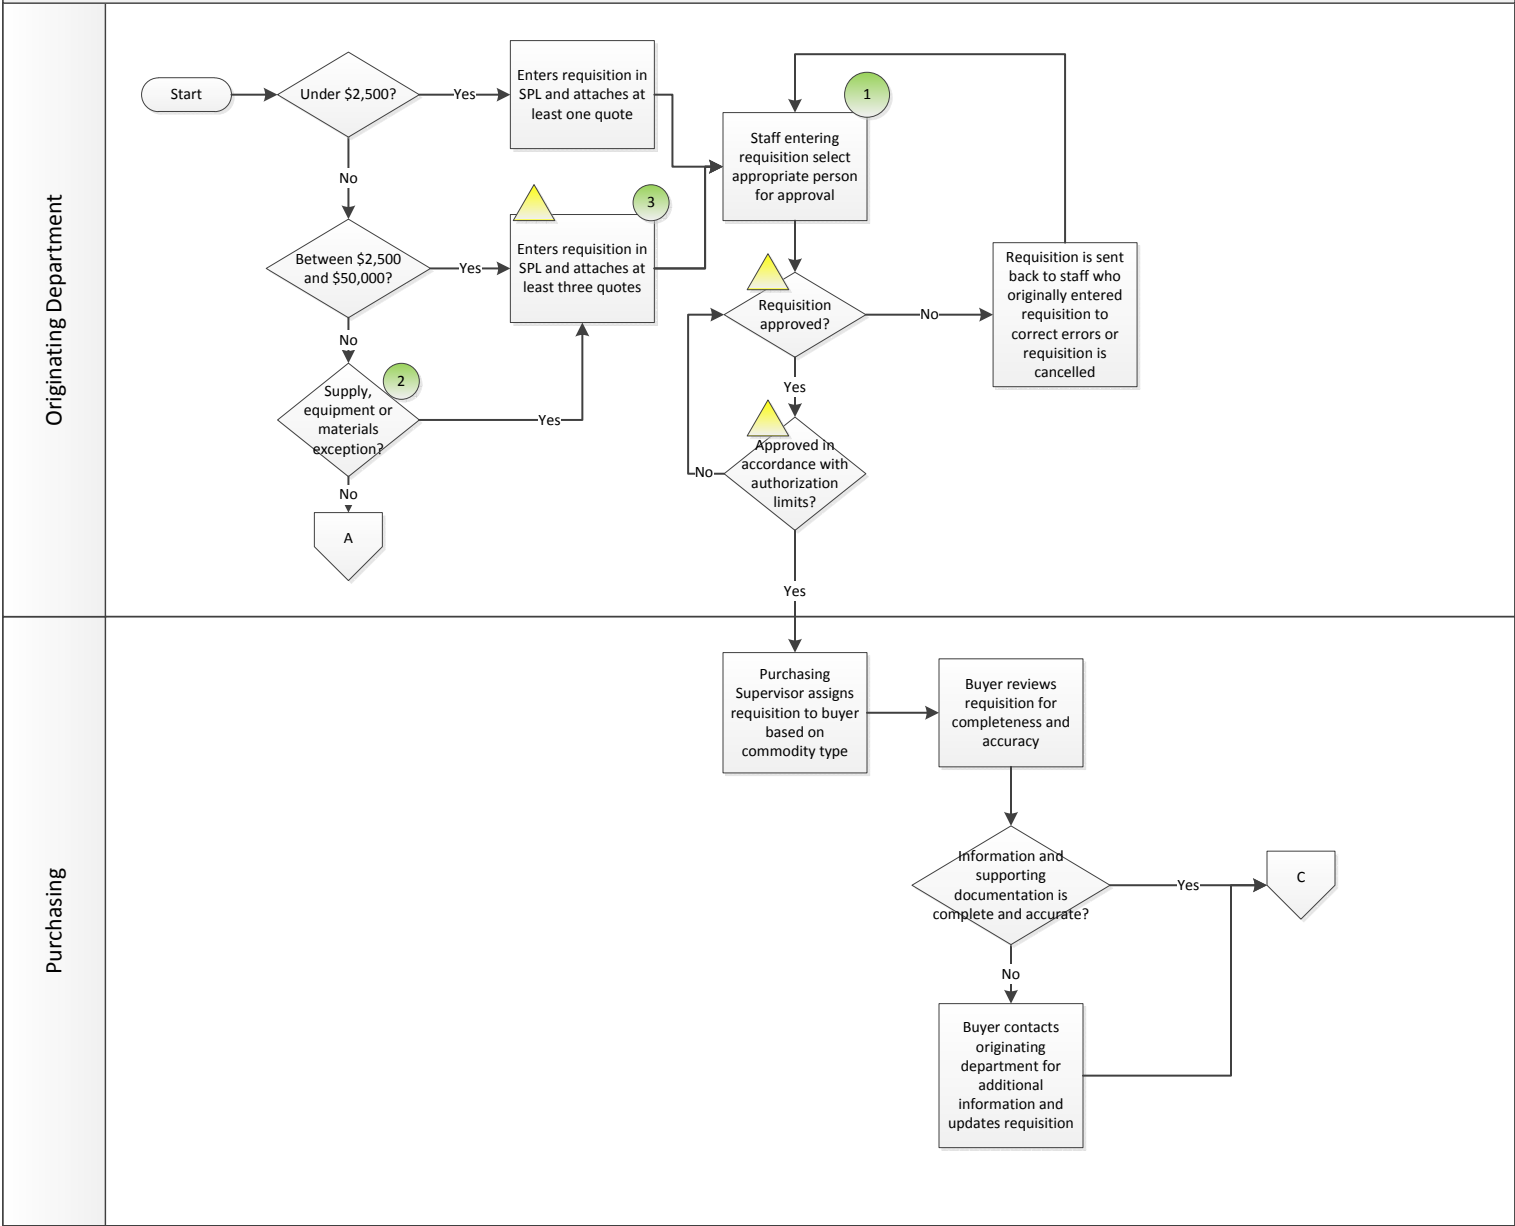 Originating Department
Start
Under $2,500?
Yes
Enters requisition in
SPL and attaches at
least one quote
No
1
Staff entering
requisition select
appropriate person
for approval
Between $2,500
and $50,000?
Yes
3
Enters requisition in
SPL and attaches at
least three quotes
No
Requisition
approved?
No
Requisition is sent
back to staff who
originally entered
requisition to
correct errors or
requisition is
cancelled
2
Supply,
equipment or
materials
exception?
Yes
Yes
No
A
Approved in
accordance with
authorization
limits?
No
Yes
Purchasing
Purchasing
Supervisor assigns
requisition to buyer
based on
commodity type
Buyer reviews
requisition for
completeness and
accuracy
Information and
supporting
documentation is
complete and accurate?
Yes
C
No
Buyer contacts
originating
department for
additional
information and
updates requisition